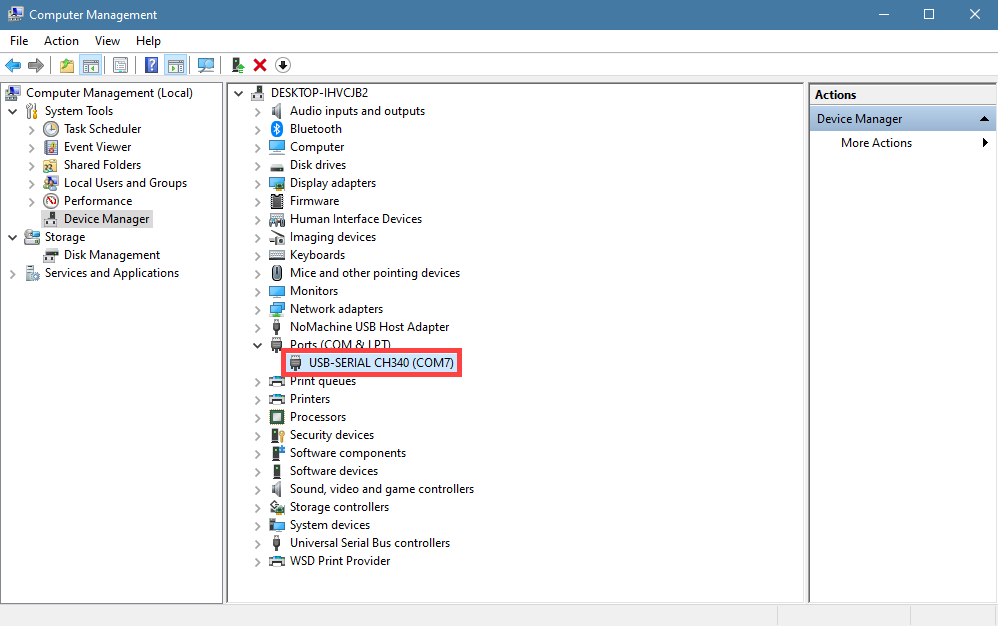 Computer Management
File Action View Help
Computer Management (Local)
System Tools
Task Scheduler
Event Viewer
Shared Folders
Local Users and Groups
Performance
Device Manager
Storage
Disk Management
Services and Applications
DESKTOP-IHVCJB2
Audio inputs and outputs
Bluetooth
Computer
Disk drives
Display adapters
Firmware
Human Interface Devices
Imaging devices
Keyboards
Mice and other pointing devices
Monitors
Network adapters
NoMachine USB Host Adapter
Ports (COM & LPT)
USB-SERIAL CH340 (COM7)
Print queues
Printers
Processors
Security devices
Software components
Software devices
Sound, video and game controllers
Storage controllers
System devices
Universal Serial Bus controllers
WSD Print Provider
Actions
Device Manager
More Actions